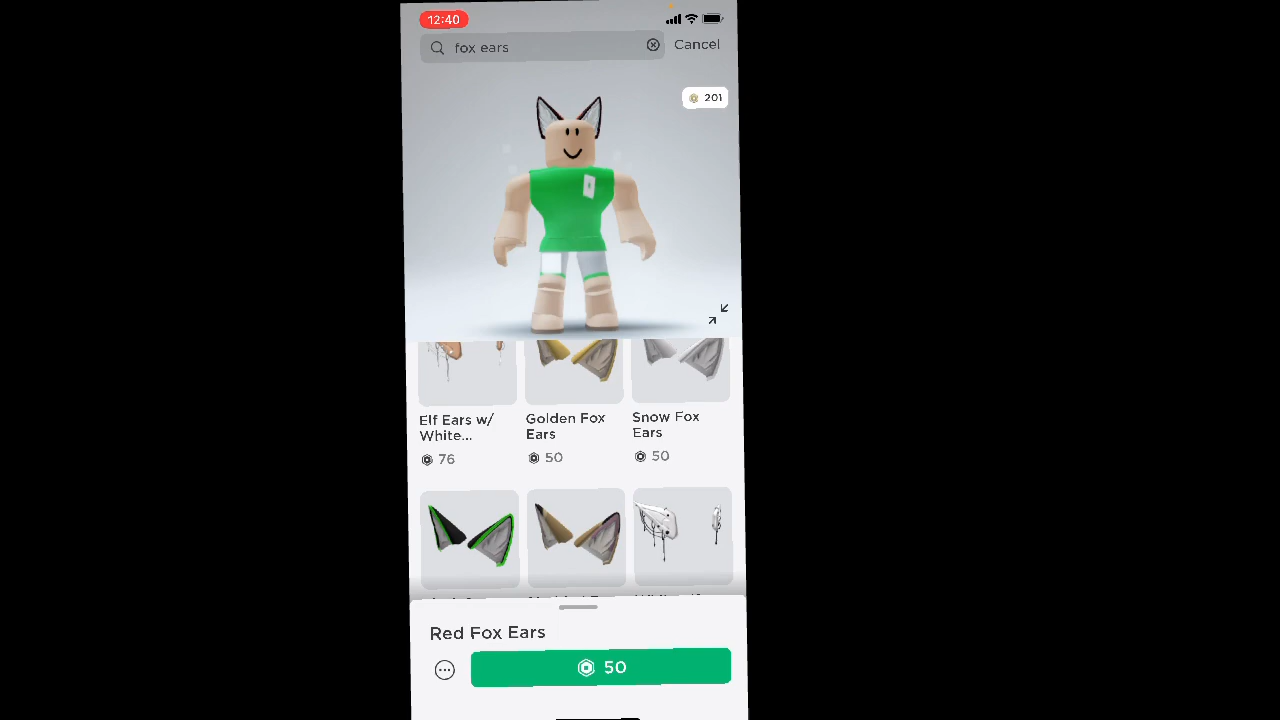 12:40
fox ears
Cancel
201
Elf Ears w/
White...
76
Golden Fox
Ears
50
Snow Fox
Ears
50
Red Fox Ears
50